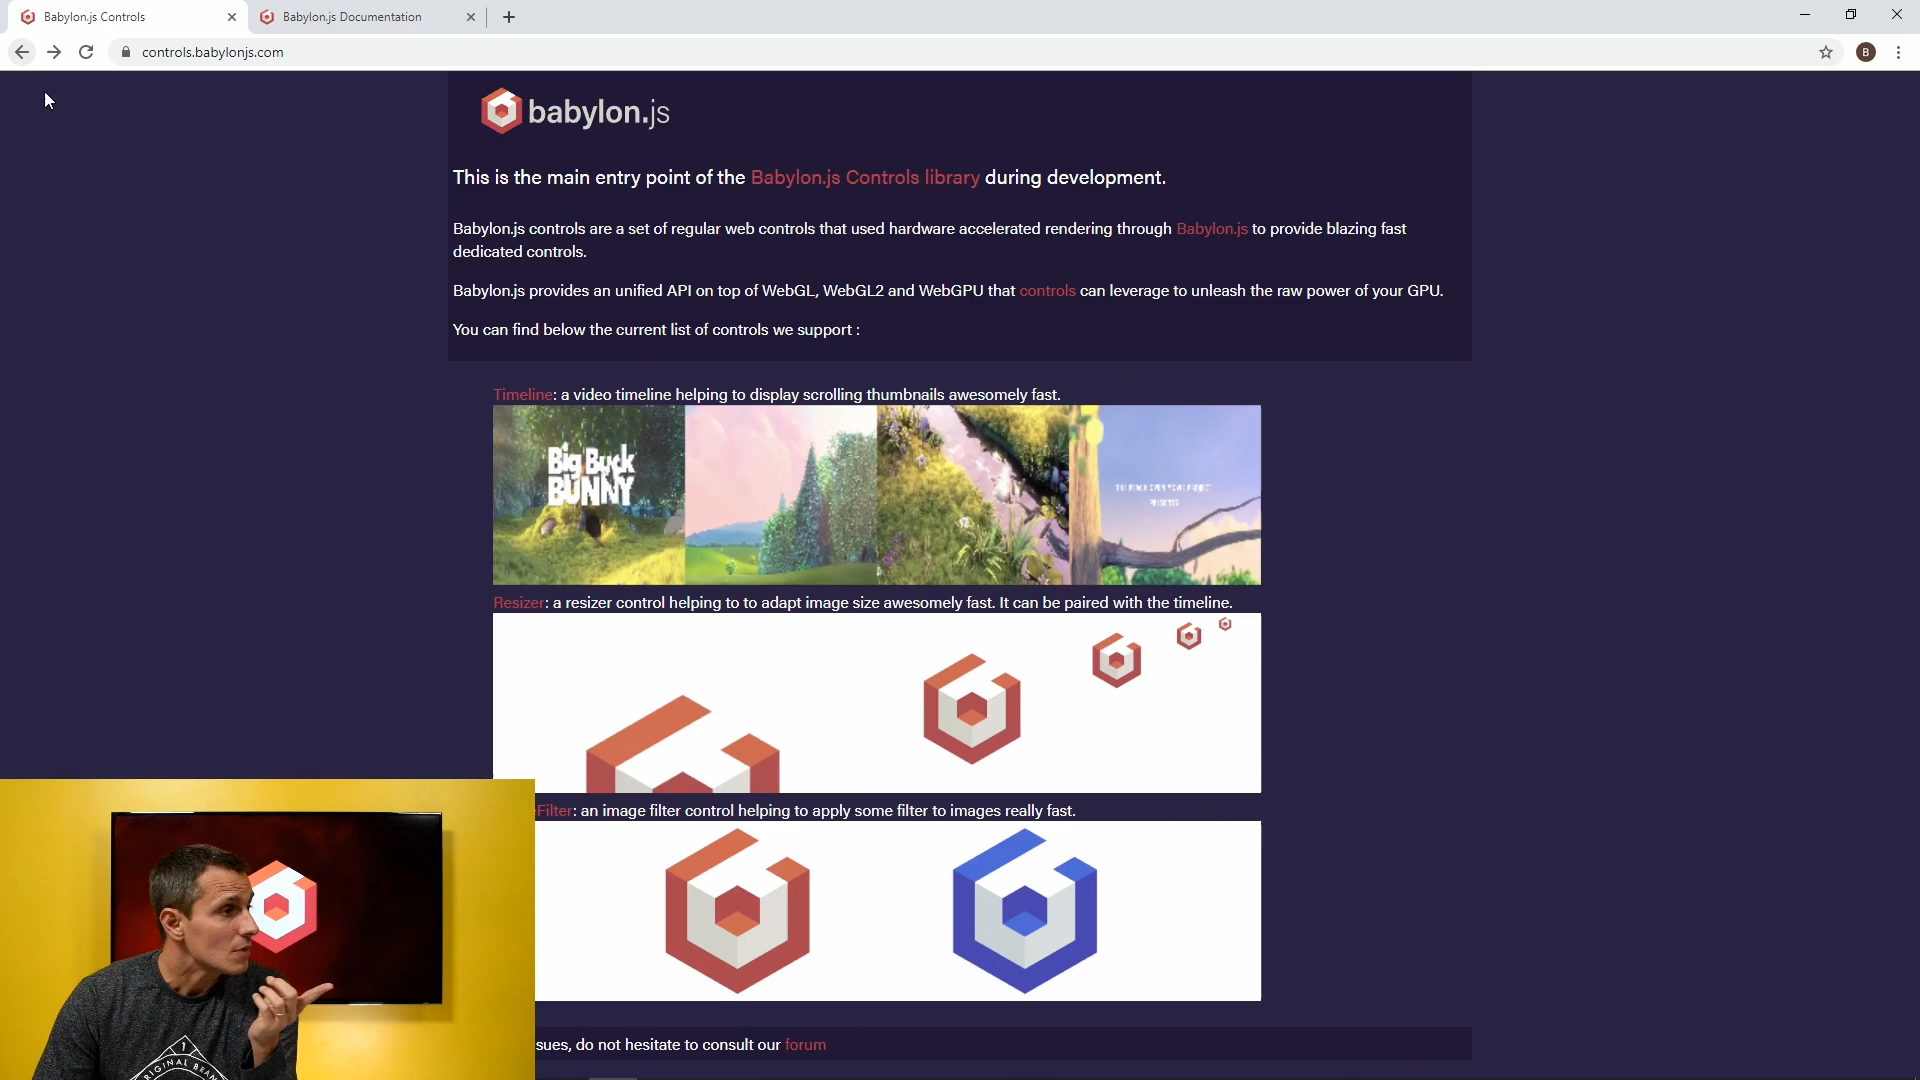 Babylon.js Controls
Babylon.js Documentation
controls.babylonjs.com
B
babylon.js
This is the main entry point of the Babylon.js Controls library during development.
Babylon.js controls are a set of regular web controls that used hardware accelerated rendering through Babylon.js to provide blazing fast
dedicated controls.
Babylon.js provides an unified API on top of WebGL, WebGL2 and WebGPU that controls can leverage to unleash the raw power of your GPU.
You can find below the current list of controls we support :
Timeline: a video timeline helping to display scrolling thumbnails awesomely fast.
Big Buck
BUNNY
PRESENTS
Resizer: a resizer control helping to to adapt image size awesomely fast. It can be paired with the timeline.
Filter: an image filter control helping to apply some filter to images really fast.
sues, do not hesitate to consult our forum
1
RIGINAL BRAN